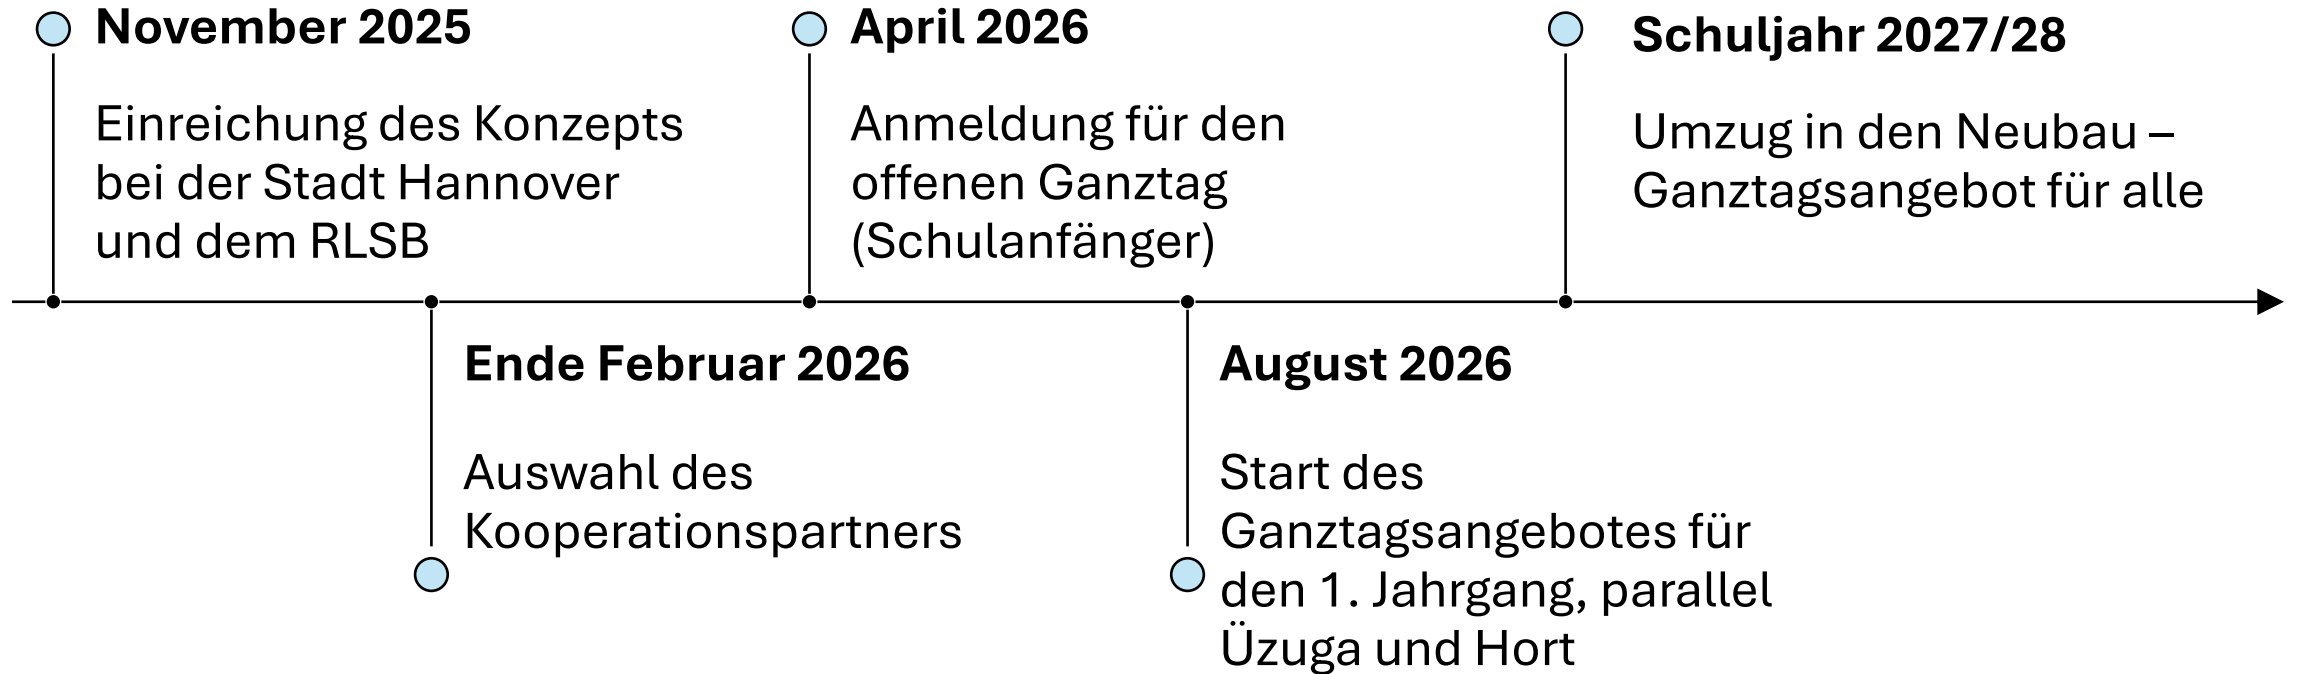 November 2025
Einreichung des Konzepts
bei der Stadt Hannover
und dem RLSB
Ende Februar 2026
Auswahl des
Kooperationspartners
April 2026
Anmeldung für den
offenen Ganztag
(Schulanfänger)
August 2026
Start des
Ganztagsangebotes für
den 1. Jahrgang, parallel
Üzuga und Hort
Schuljahr 2027/28
Umzug in den Neubau –
Ganztagsangebot für alle